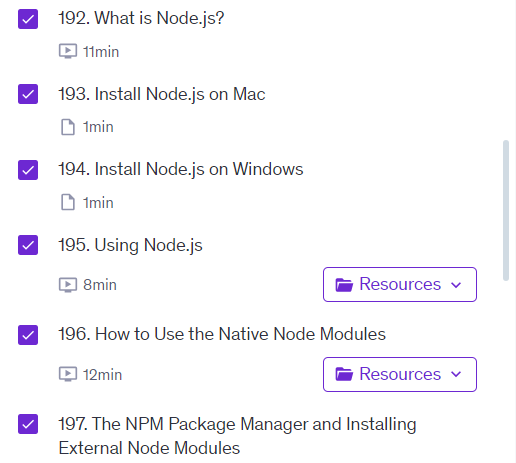 192. What is Node.js?
11min
193. Install Node.js on Mac
1min
194. Install Node.js on Windows
1min
195. Using Node.js
8min
Resources
196. How to Use the Native Node Modules
12min
Resources
197. The NPM Package Manager and Installing
External Node Modules